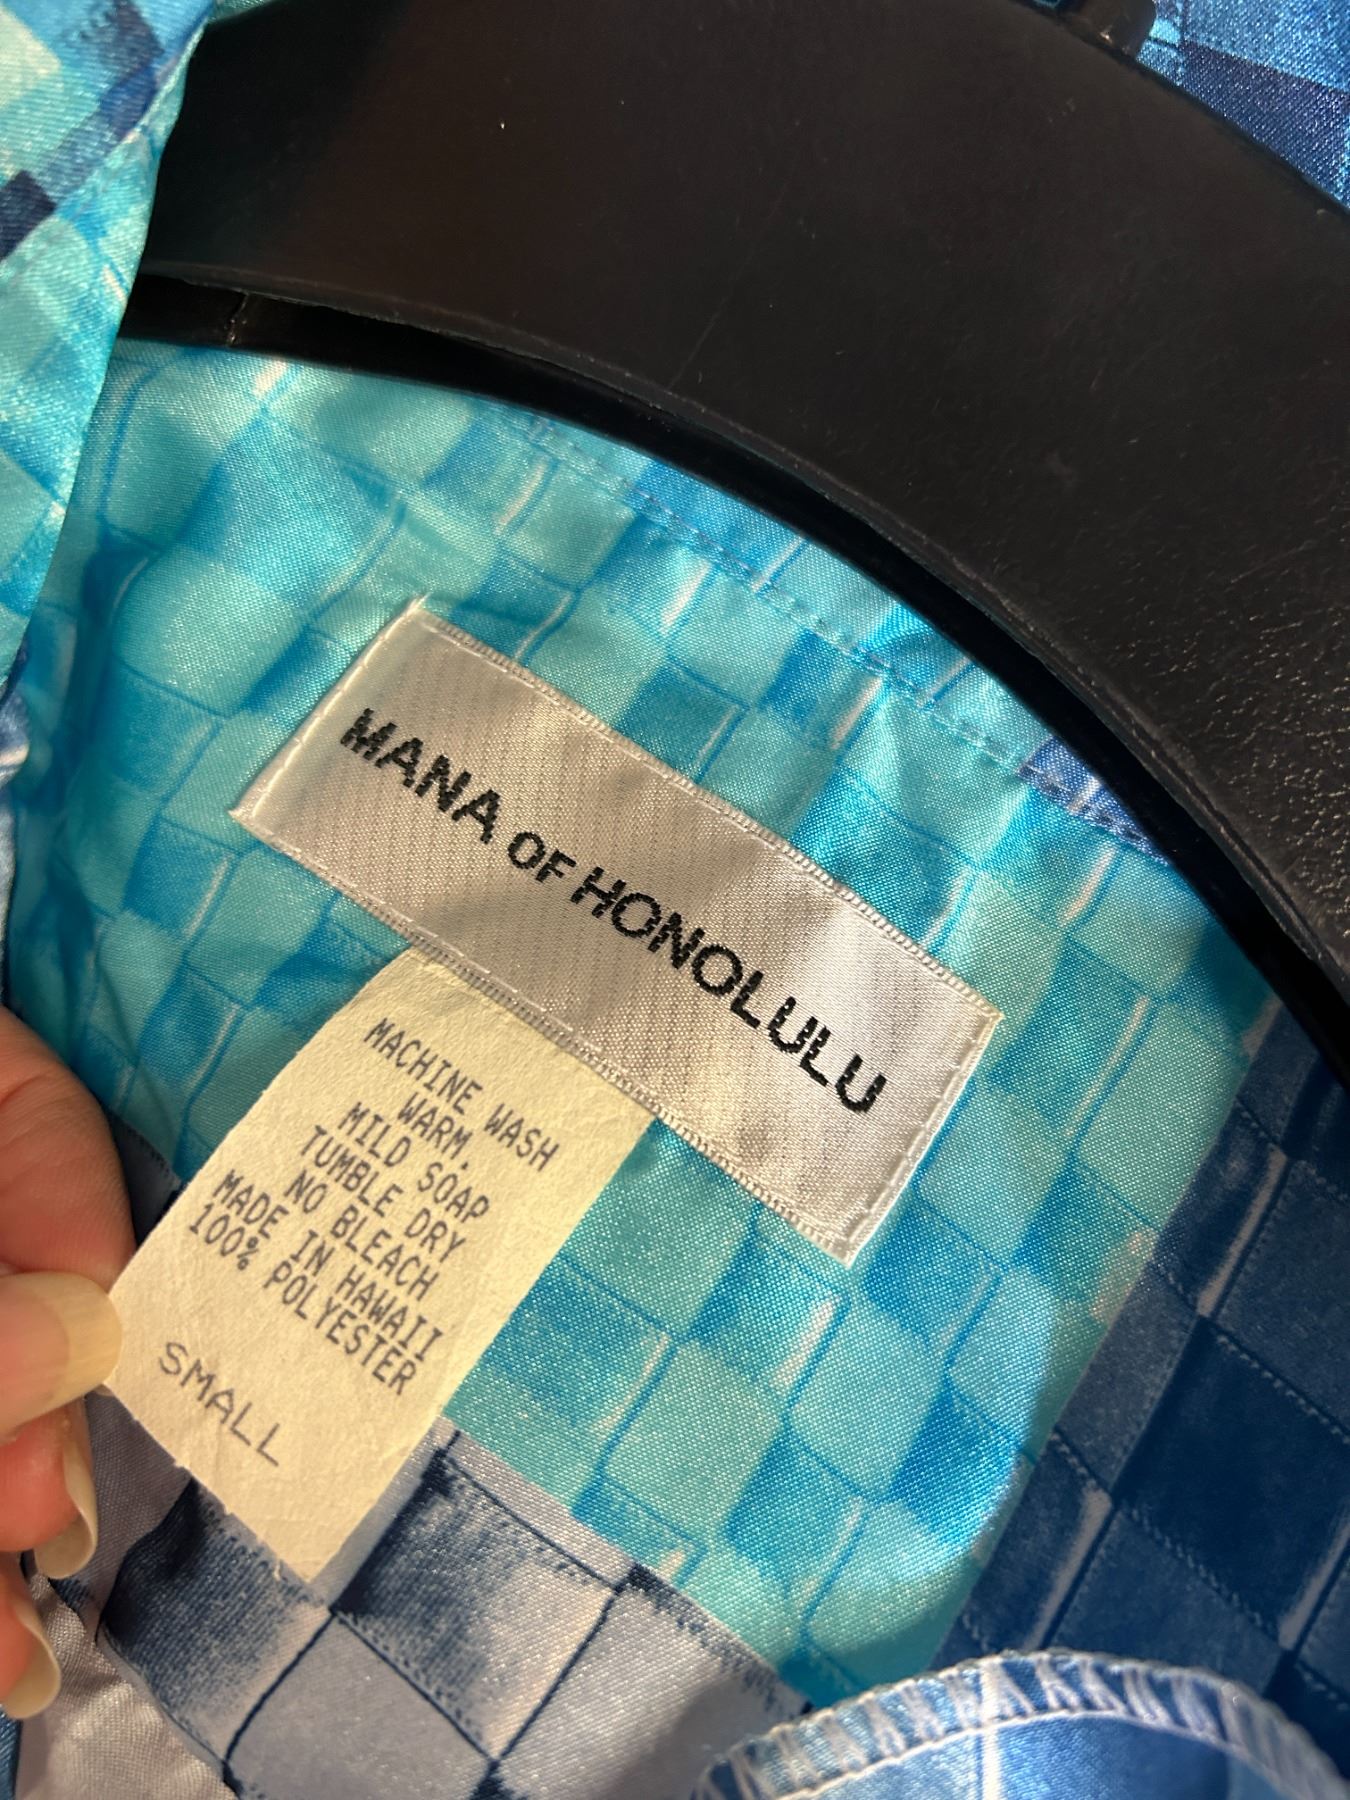 MANA OF HONOLULU
MACHINE WASH
WARM.
MILD SOAP
TUMBLE DRY
NO BLEACH
MADE IN HAWAII
100% POLYESTER
SMALL